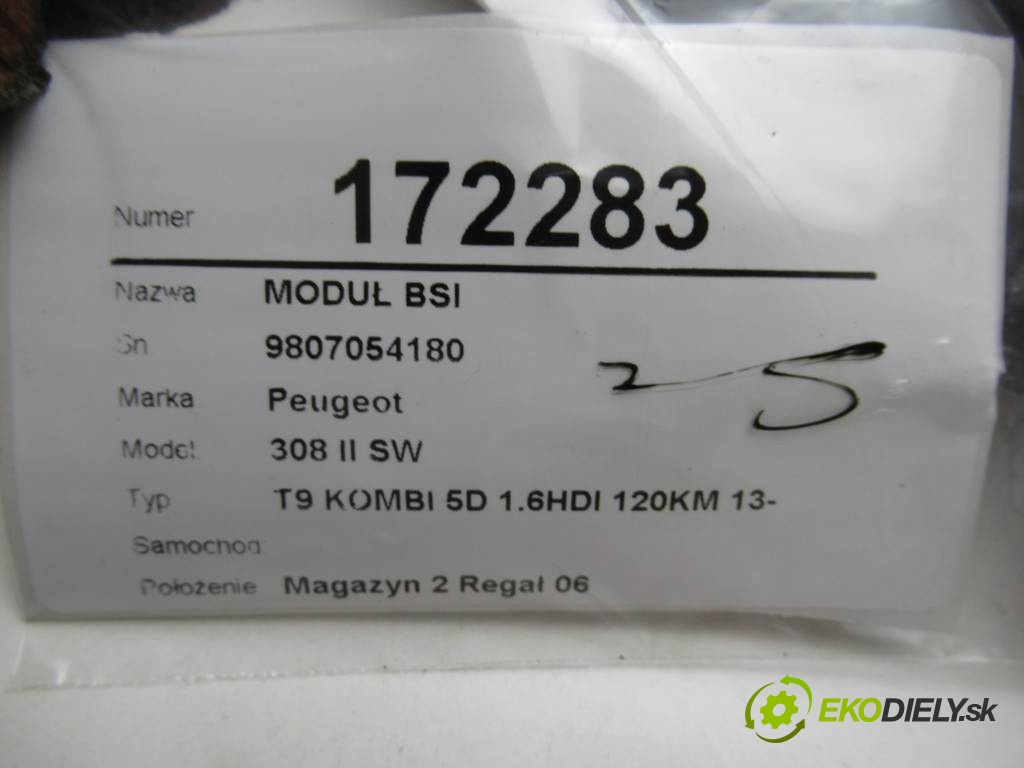 Numer 172283
Nazwa MODUŁ BSI
Sn 9807054180
Marka Peugeot
Model 308 II SW
Typ T9 KOMBI 5D 1.6HDI 120KM 13-
Samochod
Położenie Magazyn 2 Regał 06
25
EKODIELY.sk